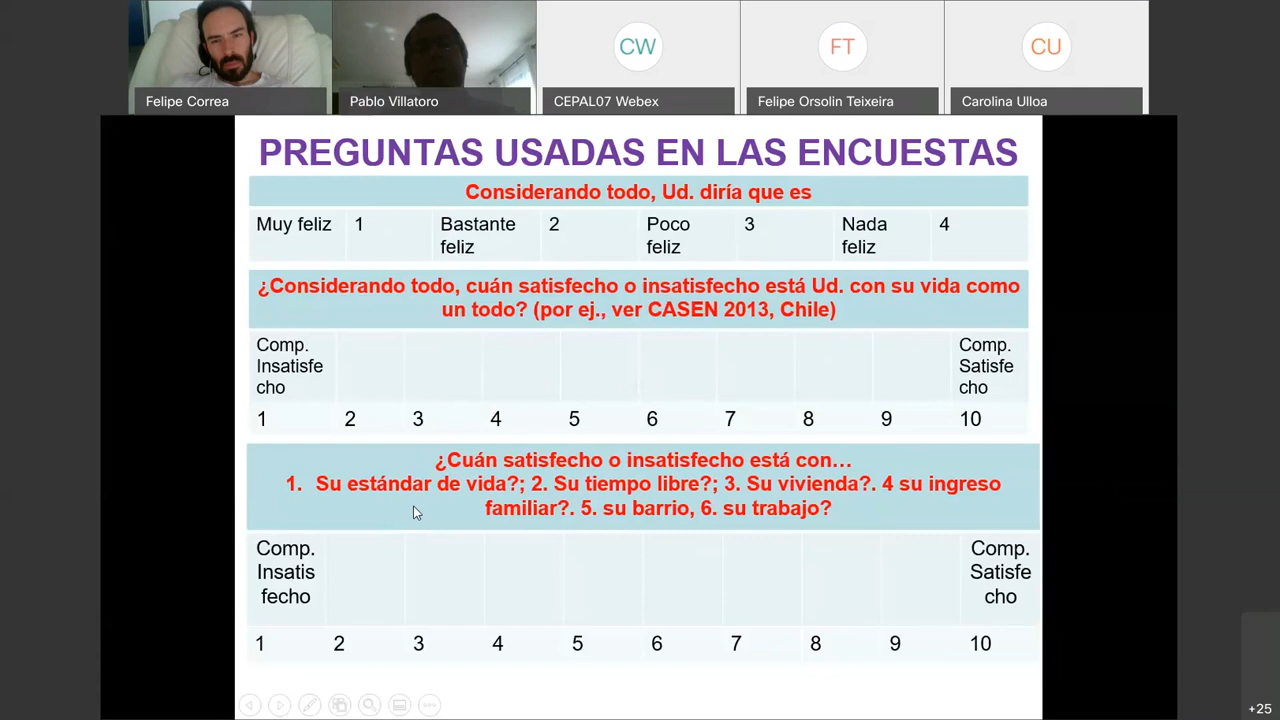 CW
FT
CU
Felipe Correa
Pablo Villatoro
CEPAL07 Webex
Felipe Orsolin Teixeira
Carolina Ulloa
PREGUNTAS USADAS EN LAS ENCUESTAS
Considerando todo, Ud. diría que es
Muy feliz 1 Bastante feliz 2 Poco feliz 3 Nada feliz 4
¿Considerando todo, cuán satisfecho o insatisfecho está Ud. con su vida como
un todo? (por ej., ver CASEN 2013, Chile)
Comp.
Insatisfe
cho
Comp.
Satisfe
cho
1 2 3 4 5 6 7 8 9 10
¿Cuán satisfecho o insatisfecho está con…
1. Su estándar de vida?; 2. Su tiempo libre?; 3. Su vivienda?. 4 su ingreso
familiar?. 5. su barrio, 6. su trabajo?
Comp.
Insatis
fecho
Comp.
Satisfe
cho
1 2 3 4 5 6 7 8 9 10
+25